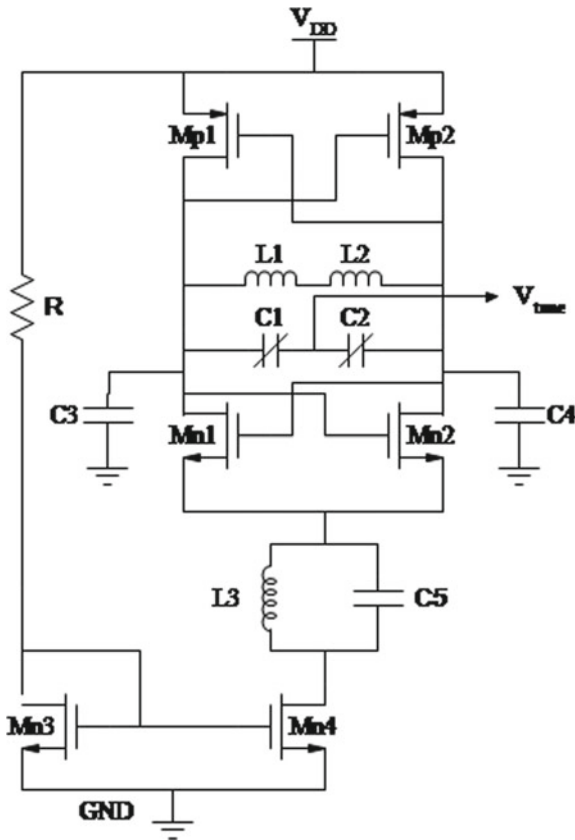 V_DD
Mp1
Mp2
L1
L2
R
C1
C2
V_tune
C3
Mn1
Mn2
C4
L3
C5
Mn3
Mn4
GND